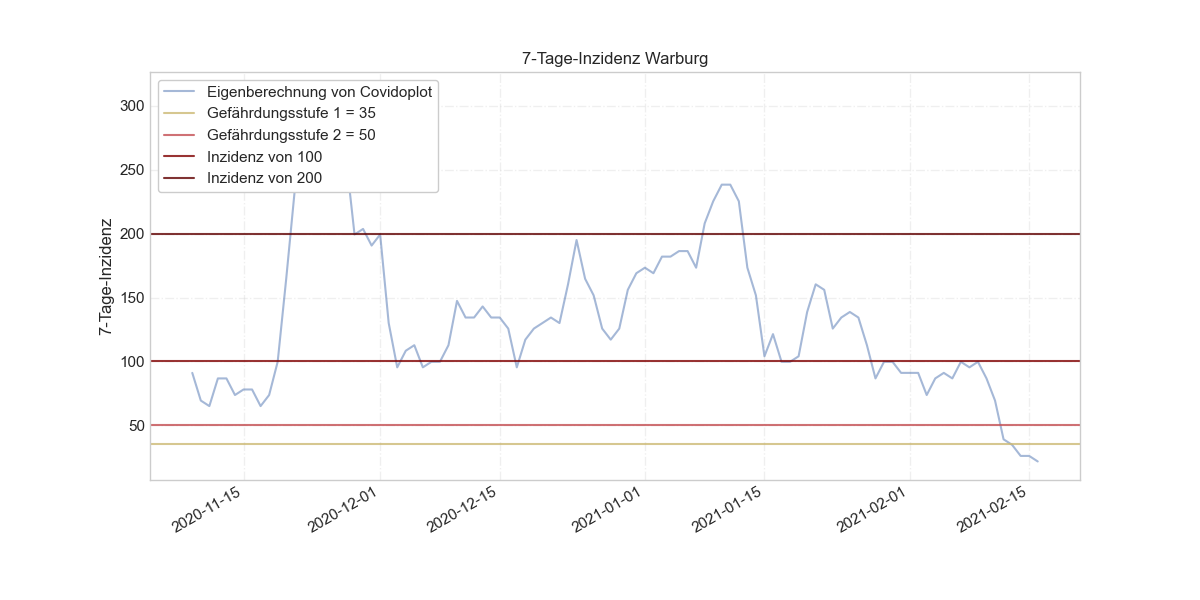 7-Tage-Inzidenz Warburg
Eigenberechnung von Covidoplot
Gefährdungsstufe 1 = 35
Gefährdungsstufe 2 = 50
Inzidenz von 100
Inzidenz von 200
7-Tage-Inzidenz
300
250
200
150
100
50
2020-11-15
2020-12-01
2020-12-15
2021-01-01
2021-01-15
2021-02-01
2021-02-15